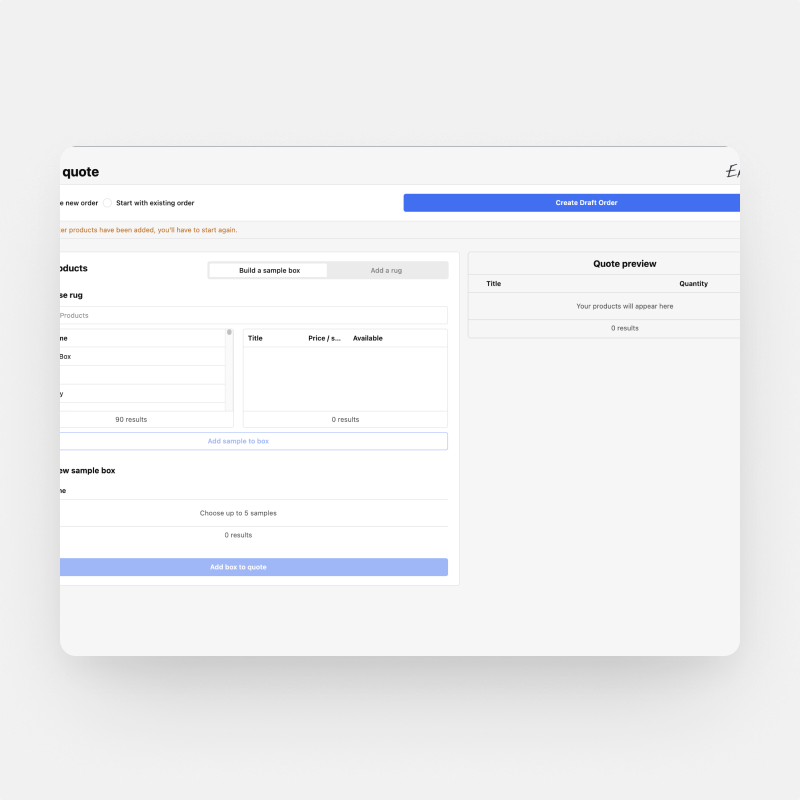 quote
e new order Start with existing order Create Draft Order
er products have been added, you'll have to start again.
oducts Build a sample box Add a rug Quote preview
Title Quantity
se rug
Products Your products will appear here
0 results
me Title Price / s... Available
Box
y
90 results 0 results
Add sample to box
ew sample box
me
Choose up to 5 samples
0 results
Add box to quote